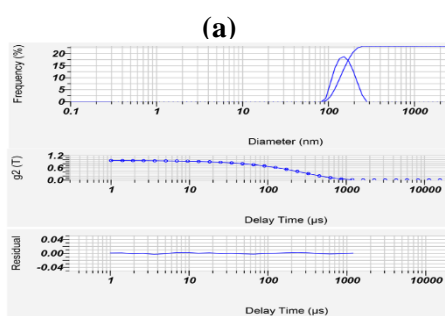 (a)
Frequency (%)
20
15
10
5
0
0.1 1 10 100 1000
Diameter (nm)
g2 (T)
1.2
0.6
0.0
1 10 100 1000 10000
Delay Time (µs)
Residual
0.04
0.00
-0.04
1 10 100 1000 10000
Delay Time (µs)